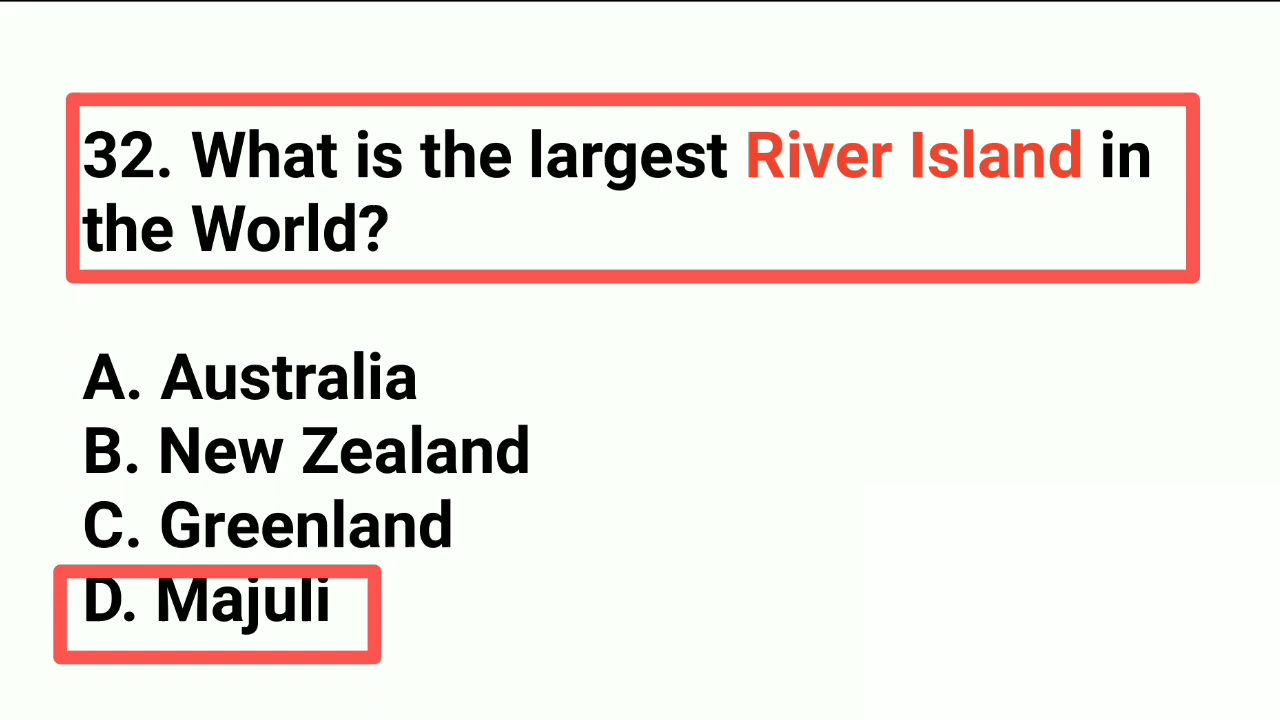 32. What is the largest River Island in
the World?
A. Australia
B. New Zealand
C. Greenland
D. Majuli